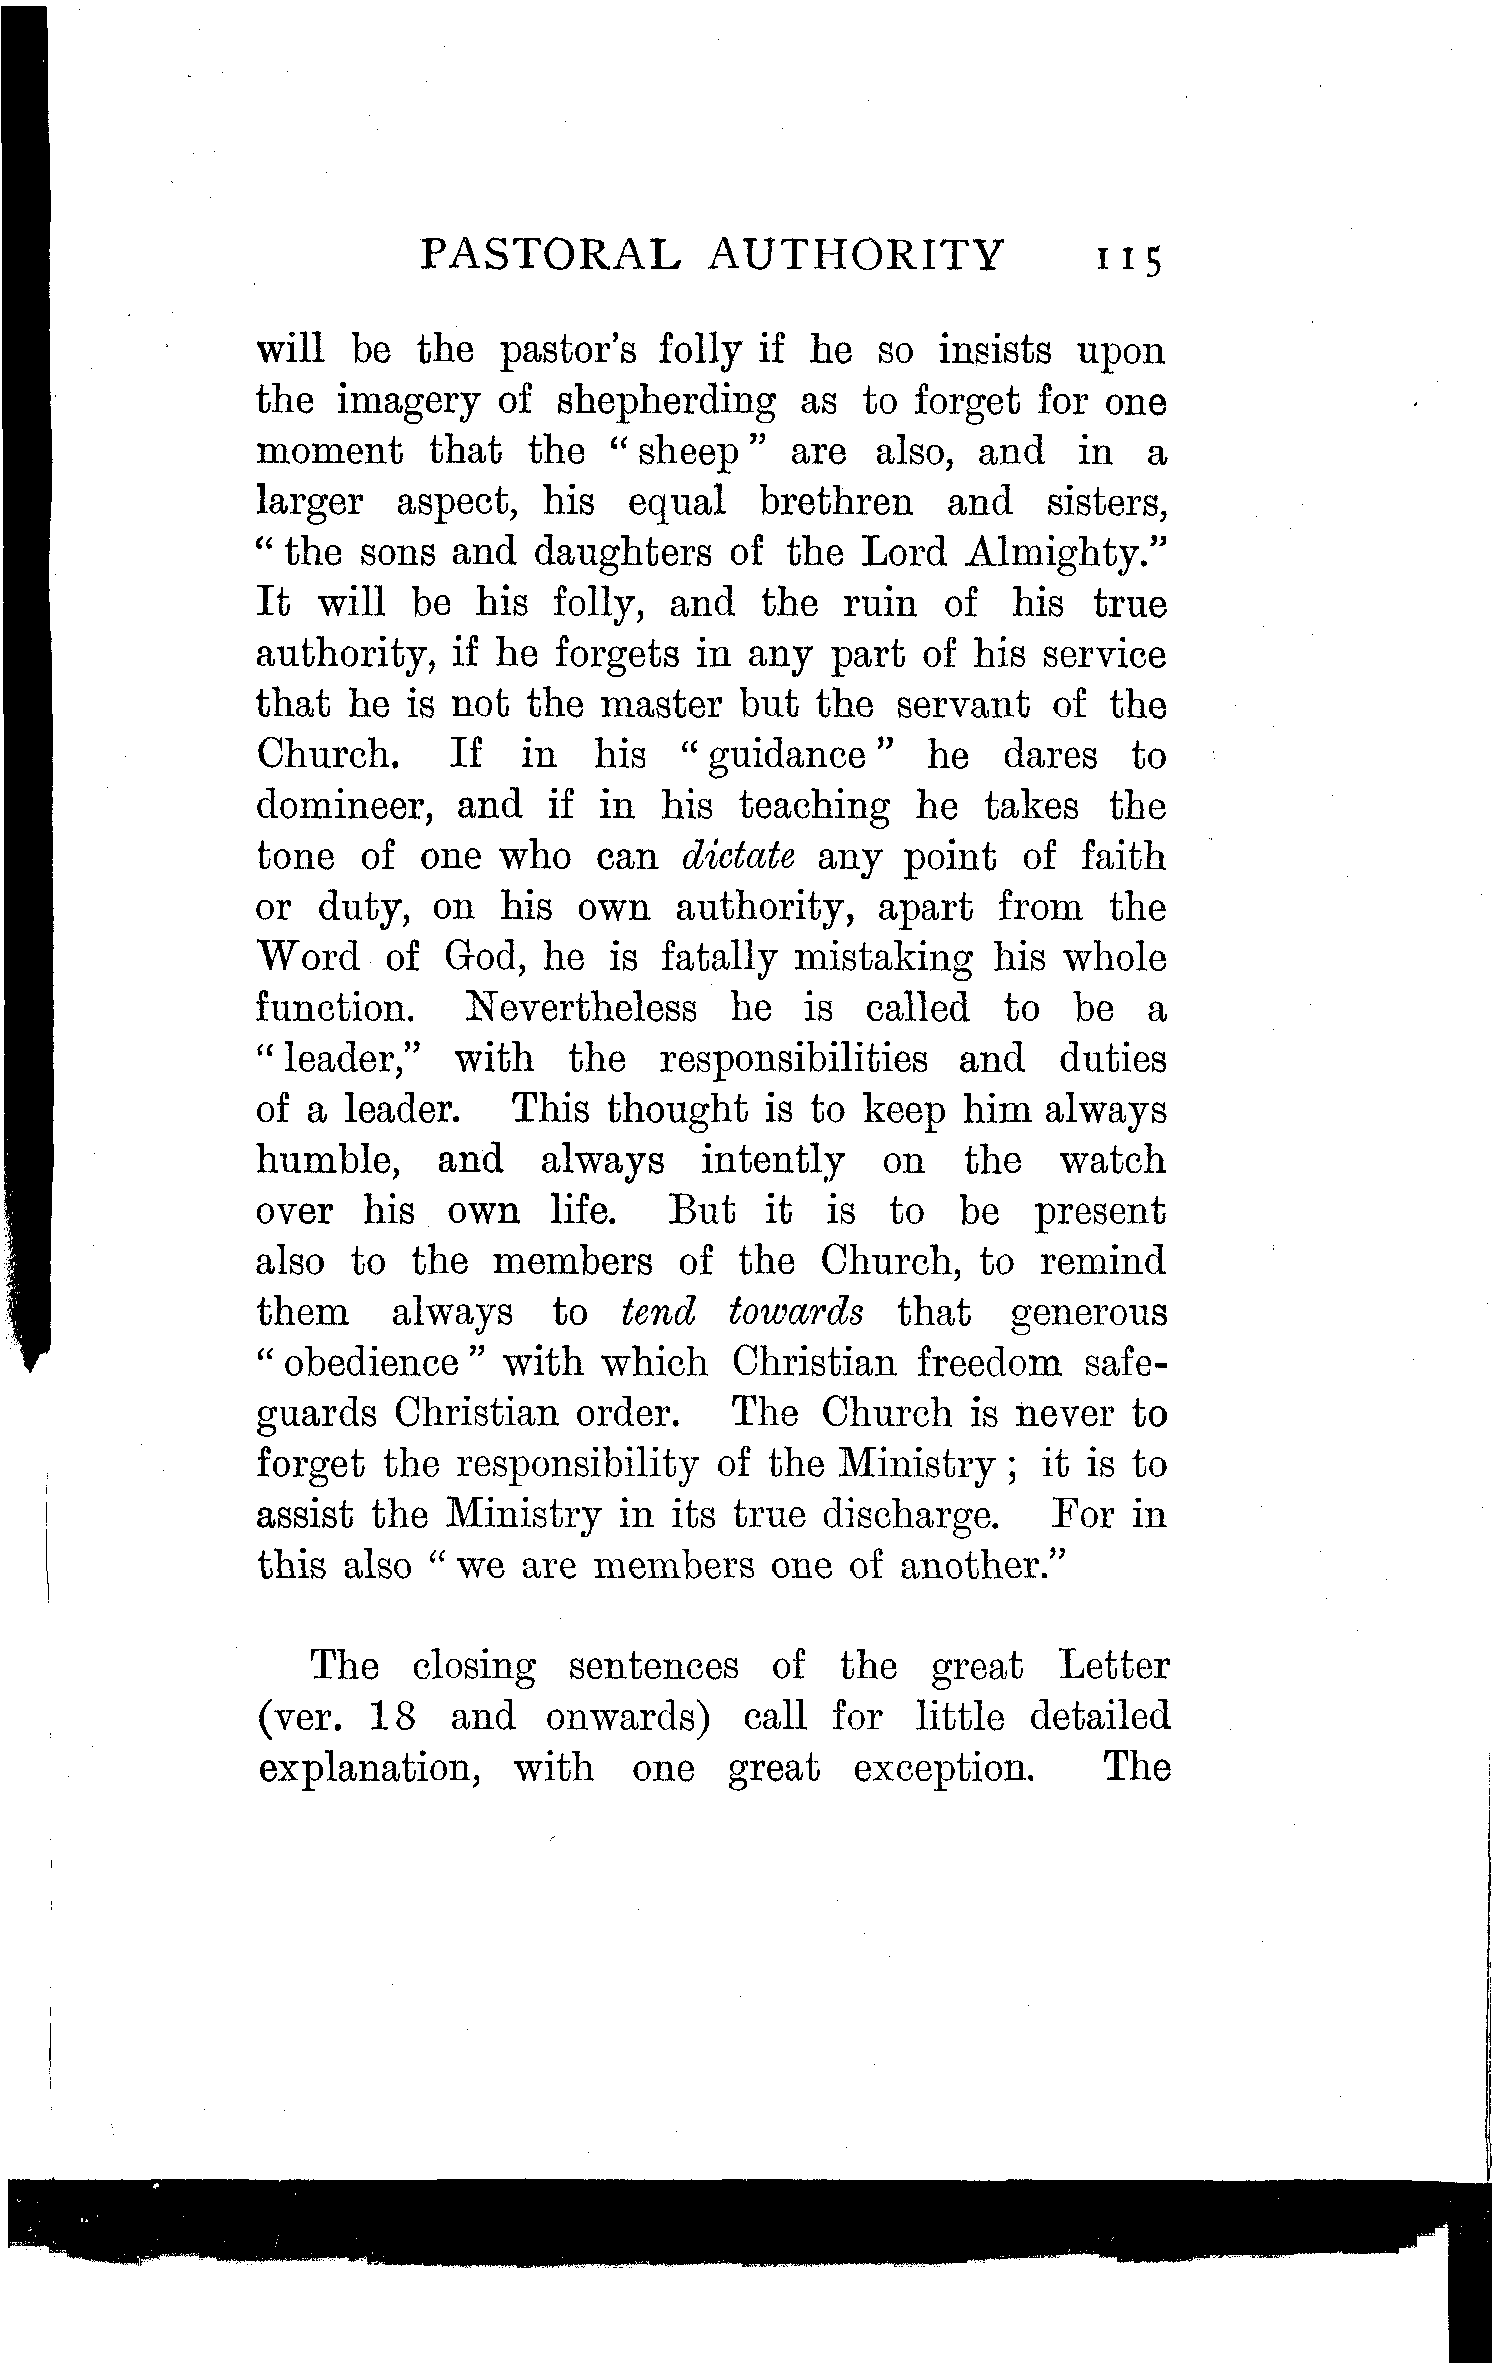 PASTORAL AUTHORITY 115
will be the pastor's folly if he so insists upon
the imagery of shepherding as to forget for one
moment that the “ sheep ” are also, and in a
larger aspect, his equal brethren and sisters,
“ the sons and daughters of the Lord Almighty.”
It will be his folly, and the ruin of his true
authority, if he forgets in any part of his service
that he is not the master but the servant of the
Church. If in his “ guidance ” he dares to
domineer, and if in his teaching he takes the
tone of one who can dictate any point of faith
or duty, on his own authority, apart from the
Word of God, he is fatally mistaking his whole
function. Nevertheless he is called to be a
“ leader,” with the responsibilities and duties
of a leader. This thought is to keep him always
humble, and always intently on the watch
over his own life. But it is to be present
also to the members of the Church, to remind
them always to tend towards that generous
“ obedience ” with which Christian freedom safe-
guards Christian order. The Church is never to
forget the responsibility of the Ministry ; it is to
assist the Ministry in its true discharge. For in
this also “ we are members one of another.”
The closing sentences of the great Letter
(ver. 18 and onwards) call for little detailed
explanation, with one great exception. The